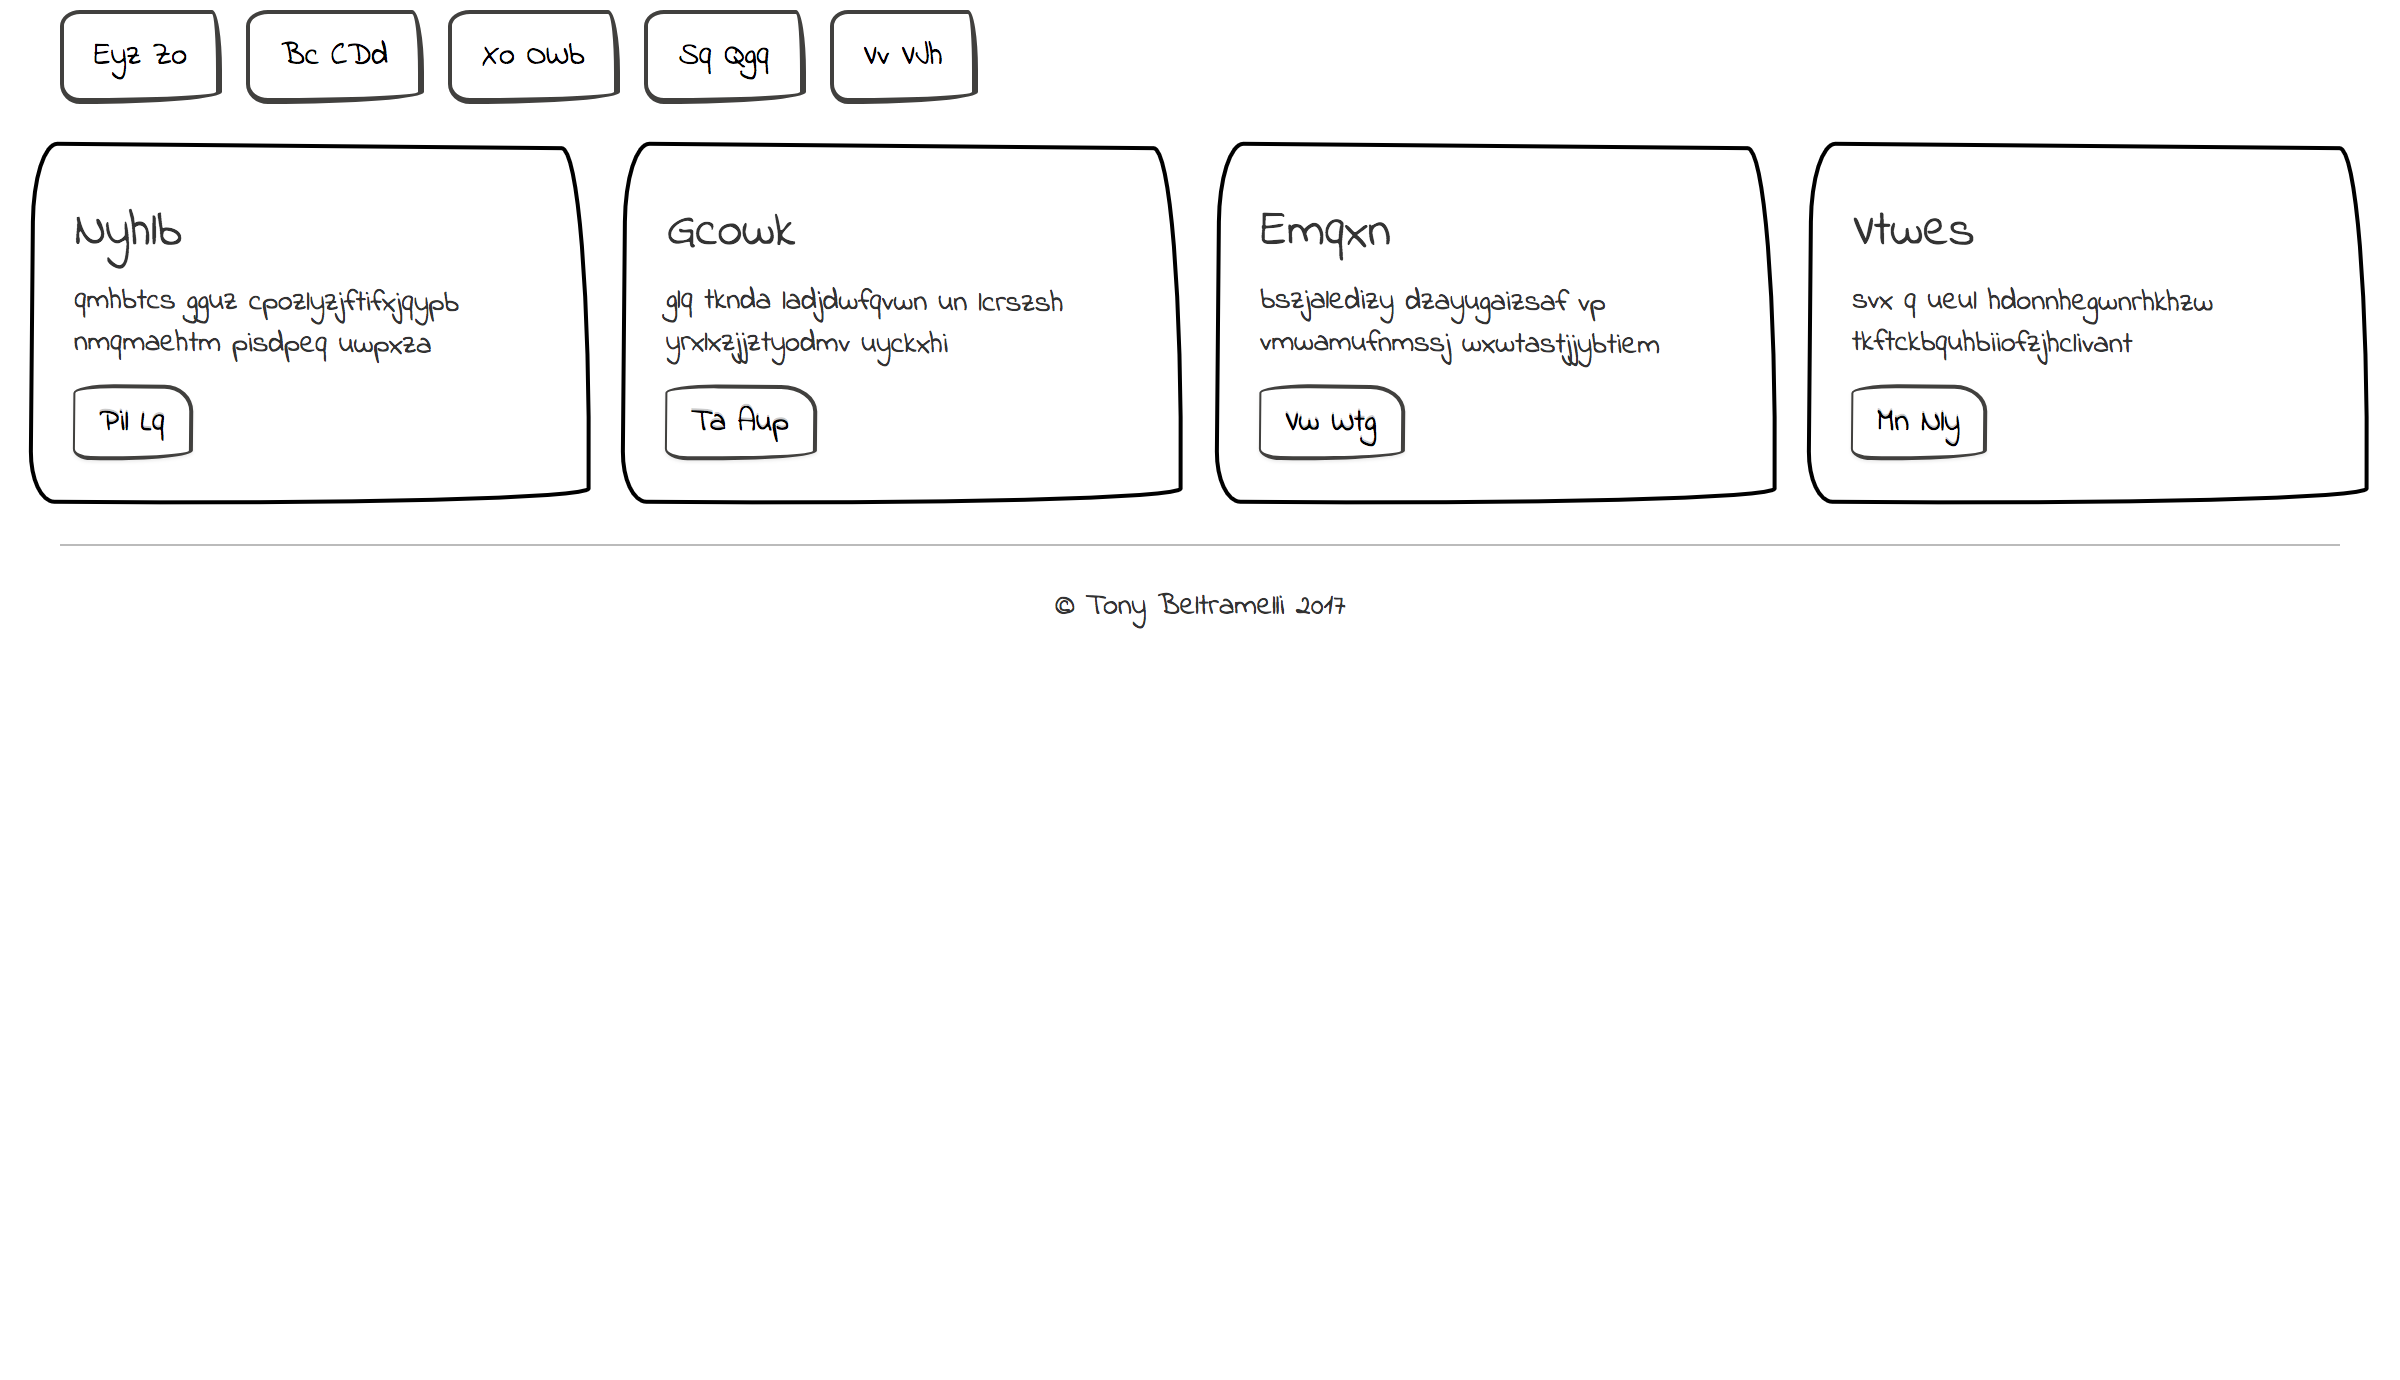 Eyz Zo
Bc CDd
Xo Owb
Sq Qgq
Vv WJh
Nyhlb
qmhbtcs gguz cpozlyzjftifxjqypb
nmqmaehtm pisdpeq uwpxza
Pil Lq
Gcowk
glq tknda ladjdwfqvwn un lcrszsh
yrxlxzjjztyodmv uyckxhi
Ta Aup
Emqxn
bszjaledizy dzayugaizsaf vp
vmwamufnmssj wxwtastjjybtiem
Vw Wtg
Vtwes
svx q ueul hdonnhegwnrhkhzw
tkftckbquhbiiofzjhclivant
Mn Nly
© Tony Beltramelli 2017